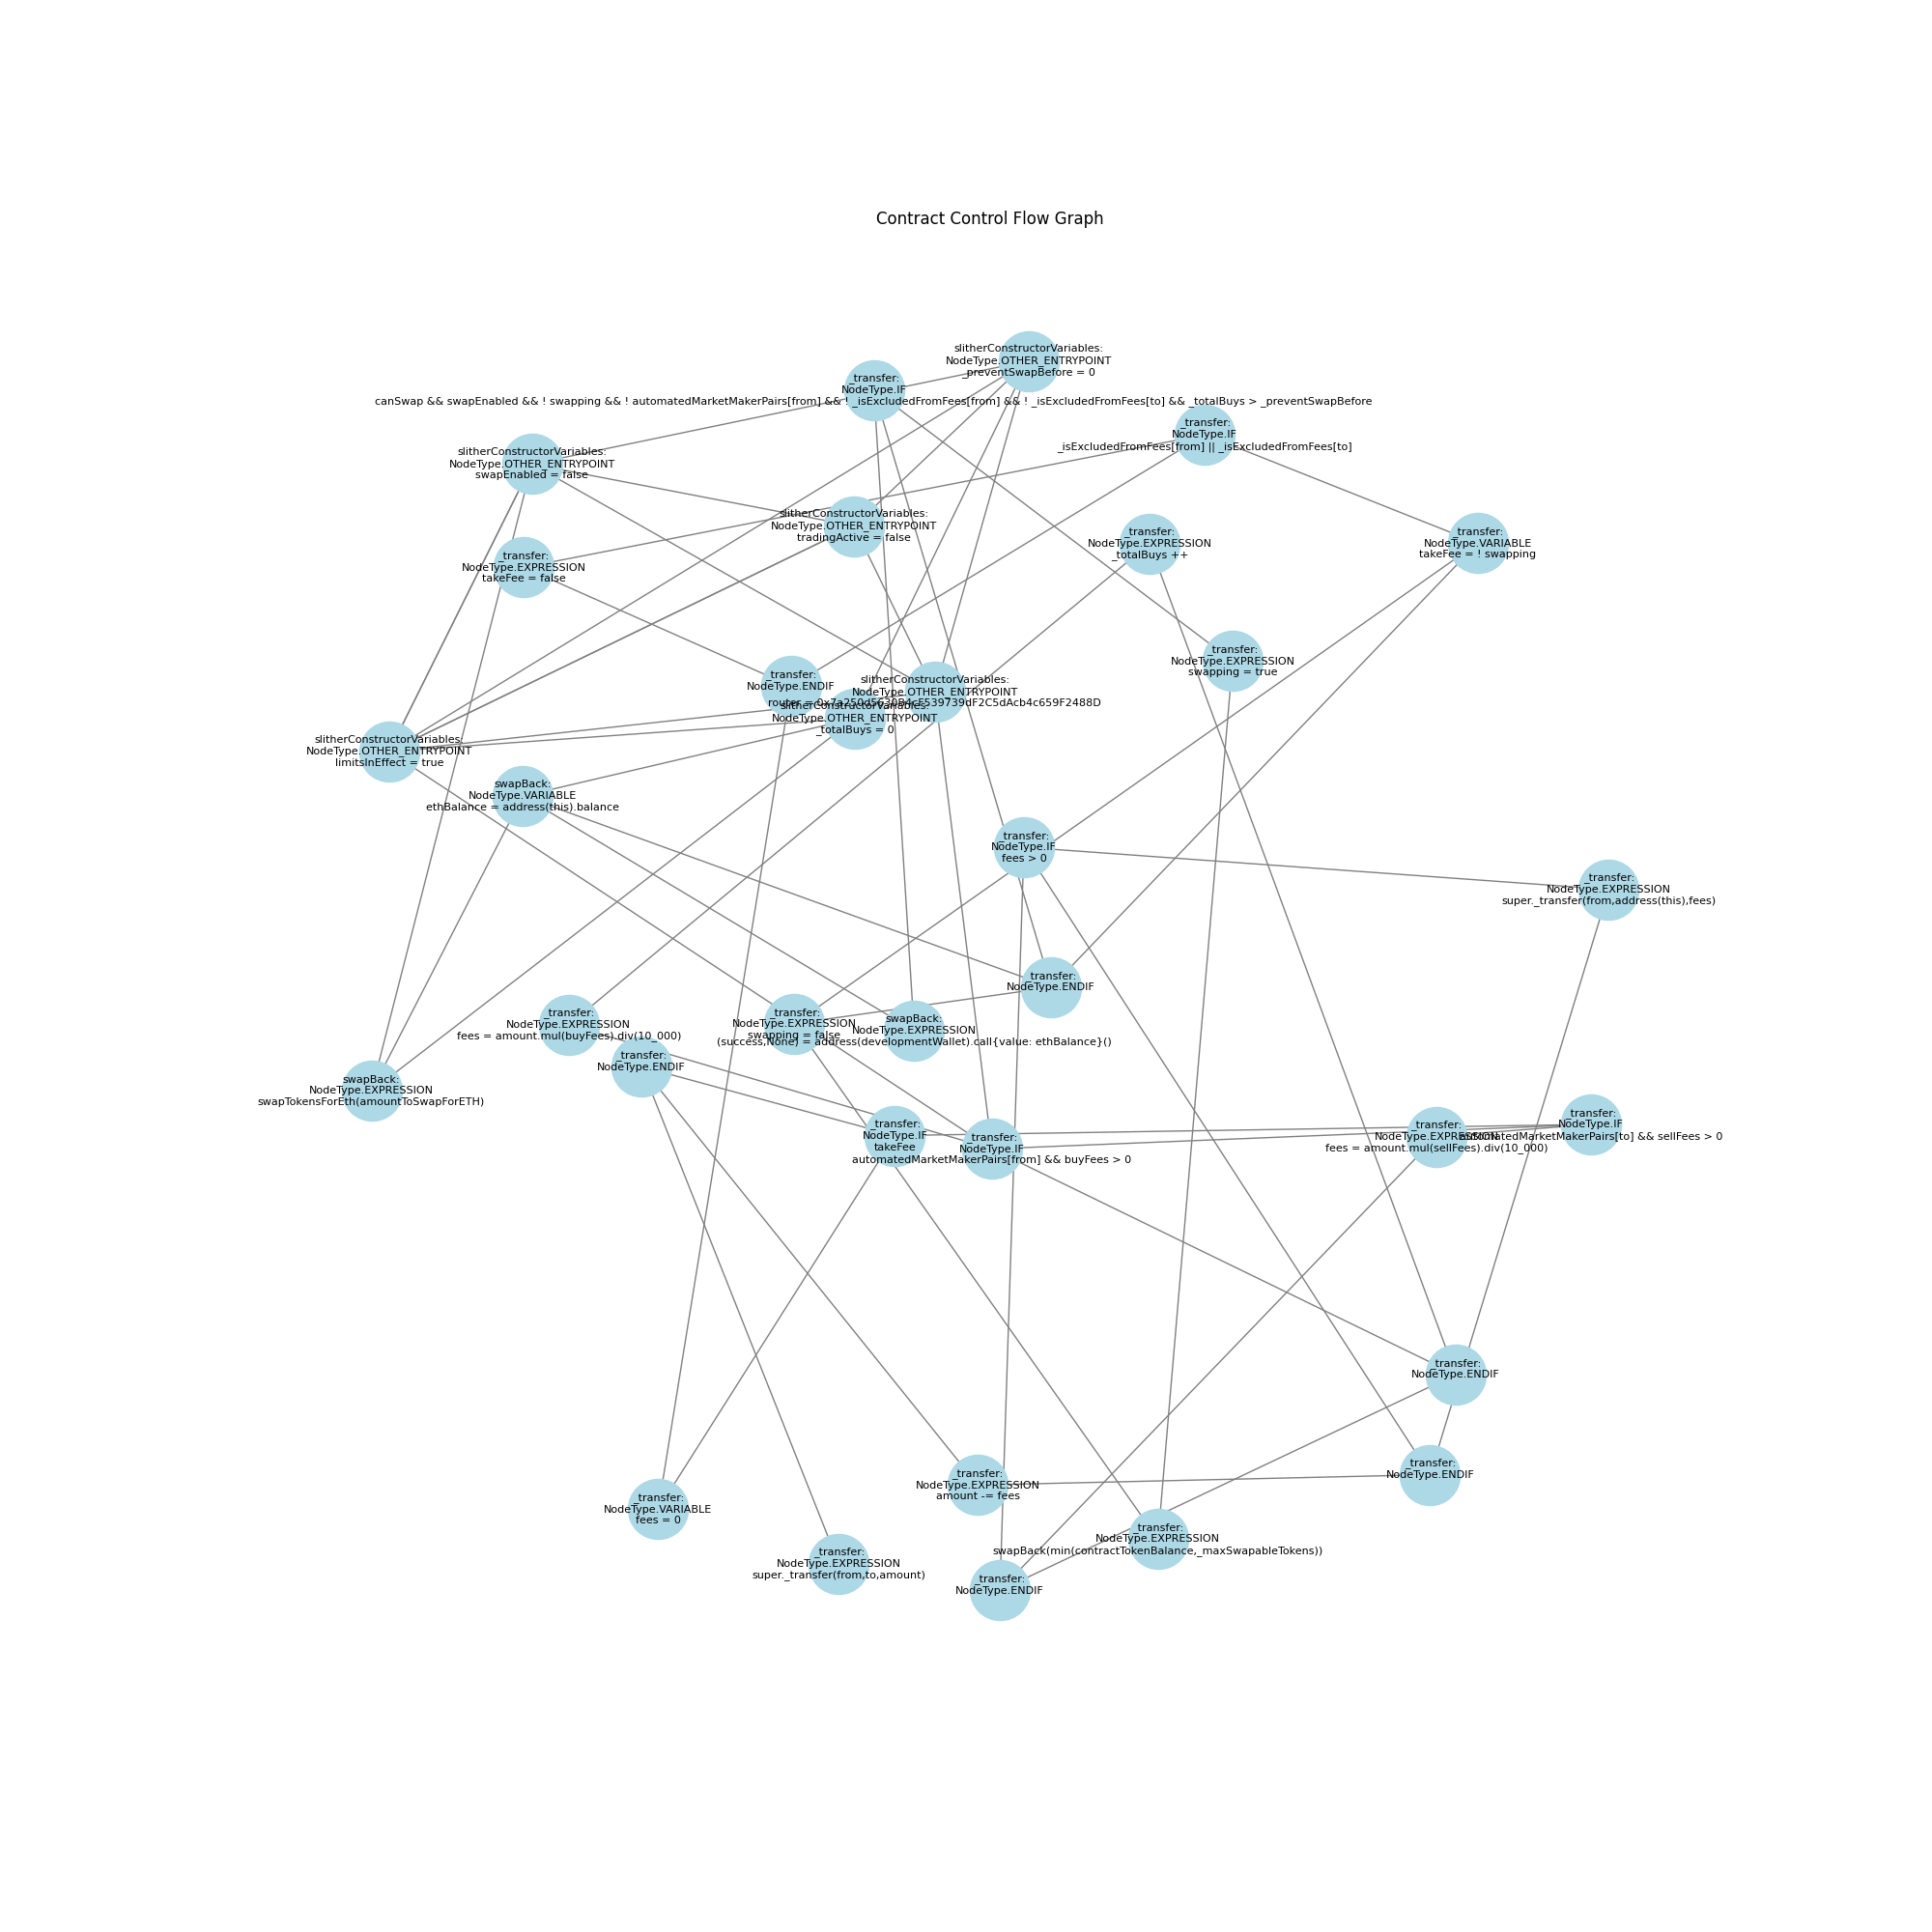 Contract Control Flow Graph
slitherConstructorVariables:
NodeType.OTHER_ENTRYPOINT
_preventSwapBefore = 0
_transfer:
NodeType.IF
canSwap && swapEnabled && ! swapping && ! automatedMarketMakerPairs[from] && ! _isExcludedFromFees[from] && ! _isExcludedFromFees[to] && _totalBuys > _preventSwapBefore
_transfer:
NodeType.IF
_isExcludedFromFees[from] || _isExcludedFromFees[to]
slitherConstructorVariables:
NodeType.OTHER_ENTRYPOINT
swapEnabled = false
slitherConstructorVariables:
NodeType.OTHER_ENTRYPOINT
tradingActive = false
_transfer:
NodeType.EXPRESSION
_totalBuys ++
_transfer:
NodeType.VARIABLE
takeFee = ! swapping
_transfer:
NodeType.EXPRESSION
takeFee = false
_transfer:
NodeType.EXPRESSION
swapping = true
_transfer:
NodeType.ENDIF
slitherConstructorVariables:
NodeType.OTHER_ENTRYPOINT
router = 0x7a250d5630B4cF539739dF2C5dAcb4c659F2488D
slitherConstructorVariables:
NodeType.OTHER_ENTRYPOINT
_totalBuys = 0
slitherConstructorVariables:
NodeType.OTHER_ENTRYPOINT
limitsInEffect = true
swapBack:
NodeType.VARIABLE
ethBalance = address(this).balance
_transfer:
NodeType.IF
fees > 0
_transfer:
NodeType.EXPRESSION
super._transfer(from,address(this),fees)
_transfer:
NodeType.ENDIF
_transfer:
NodeType.EXPRESSION
fees = amount.mul(buyFees).div(10_000)
_transfer:
NodeType.EXPRESSION
swapping = false
swapBack:
NodeType.EXPRESSION
(success,None) = address(developmentWallet).call{value: ethBalance}()
_transfer:
NodeType.ENDIF
swapBack:
NodeType.EXPRESSION
swapTokensForEth(amountToSwapForETH)
_transfer:
NodeType.IF
takeFee
_transfer:
NodeType.IF
automatedMarketMakerPairs[from] && buyFees > 0
_transfer:
NodeType.EXPRESSION
fees = amount.mul(sellFees).div(10_000)
_transfer:
NodeType.IF
automatedMarketMakerPairs[to] && sellFees > 0
_transfer:
NodeType.ENDIF
_transfer:
NodeType.ENDIF
_transfer:
NodeType.EXPRESSION
amount -= fees
_transfer:
NodeType.VARIABLE
fees = 0
_transfer:
NodeType.EXPRESSION
swapBack(min(contractTokenBalance,_maxSwapableTokens))
_transfer:
NodeType.EXPRESSION
super._transfer(from,to,amount)
_transfer:
NodeType.ENDIF